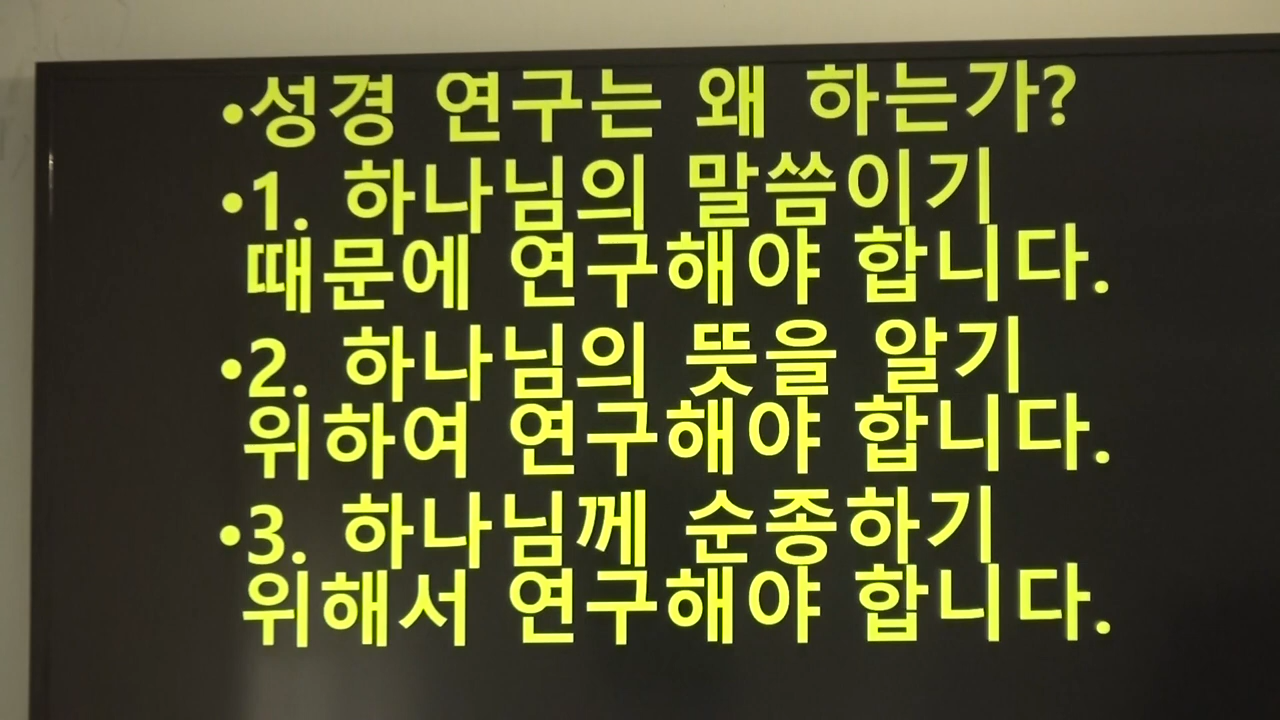 •성경 연구는 왜 하는가?
•1. 하나님의 말씀이기
때문에 연구해야 합니다.
•2. 하나님의 뜻을 알기
위하여 연구해야 합니다.
•3. 하나님께 순종하기
위해서 연구해야 합니다.